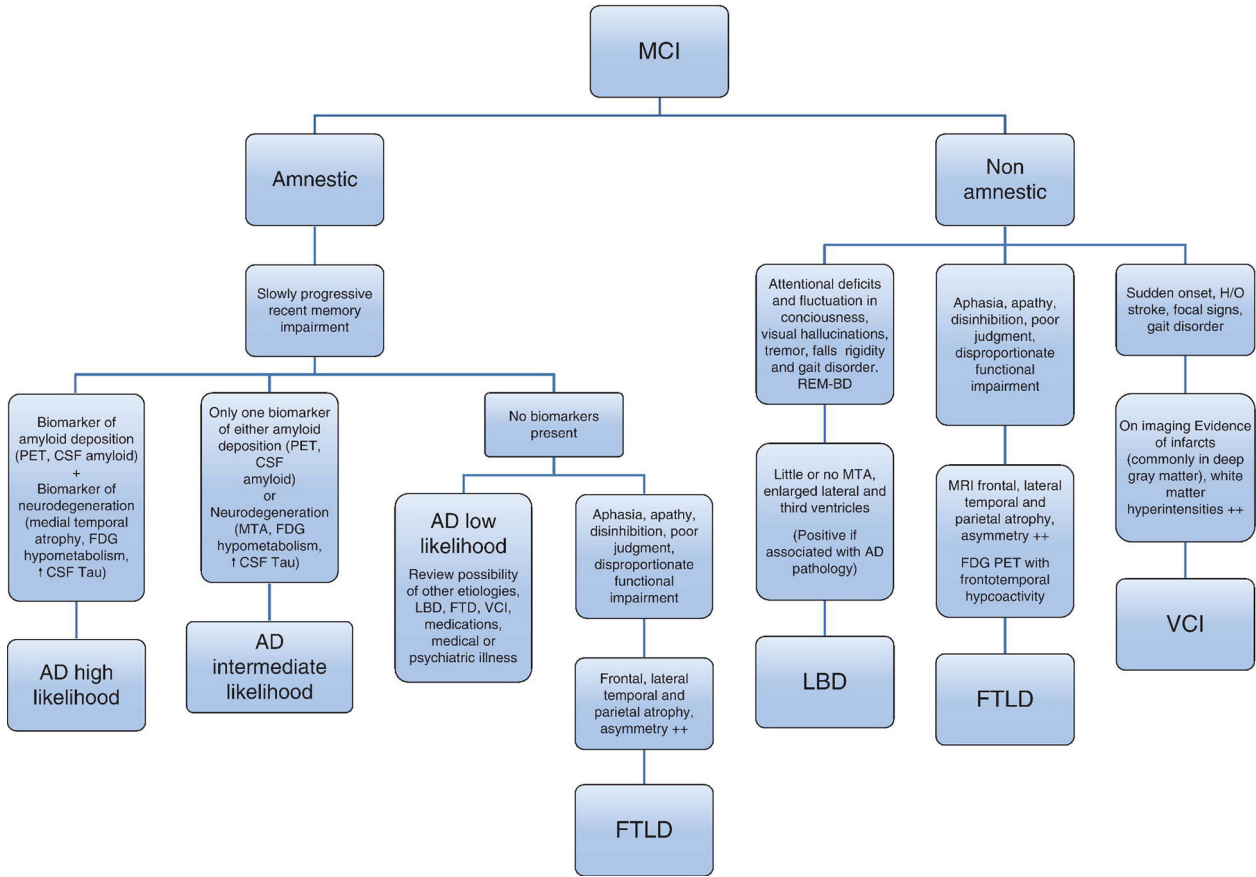 MCI
Amnestic
Non
amnestic
Slowly progressive
recent memory
impairment
Attentional deficits
and fluctuation in
conciousness,
visual hallucinations,
tremor, falls rigidity
and gait disorder.
REM-BD
Aphasia, apathy,
disinhibition, poor
judgment,
disproportionate
functional
impairment
Sudden onset, H/O
stroke, focal signs,
gait disorder
Biomarker of
amyloid deposition
(PET, CSF amyloid)
+
Biomarker of
neurodegeneration
(medial temporal
atrophy, FDG
hypometabolism,
↑ CSF Tau)
Only one biomarker
of either amyloid
deposition (PET,
CSF
amyloid)
or
Neurodegeneration
(MTA, FDG
hypometabolism,
↑ CSF Tau)
No biomarkers
present
On imaging Evidence
of infarcts
(commonly in deep
gray matter), white
matter
hyperintensities ++
Little or no MTA,
enlarged lateral and
third ventricles
(Positive if
associated with AD
pathology)
MRI frontal, lateral
temporal and
parietal atrophy,
asymmetry ++
FDG PET with
frontotemporal
hypcoactivity
AD low
likelihood
Review possibility
of other etiologies,
LBD, FTD, VCI,
medications,
medical or
psychiatric illness
Aphasia, apathy,
disinhibition, poor
judgment,
disproportionate
functional
impairment
AD high
likelihood
AD
intermediate
likelihood
Frontal, lateral
temporal and
parietal atrophy,
asymmetry ++
LBD
FTLD
VCI
FTLD